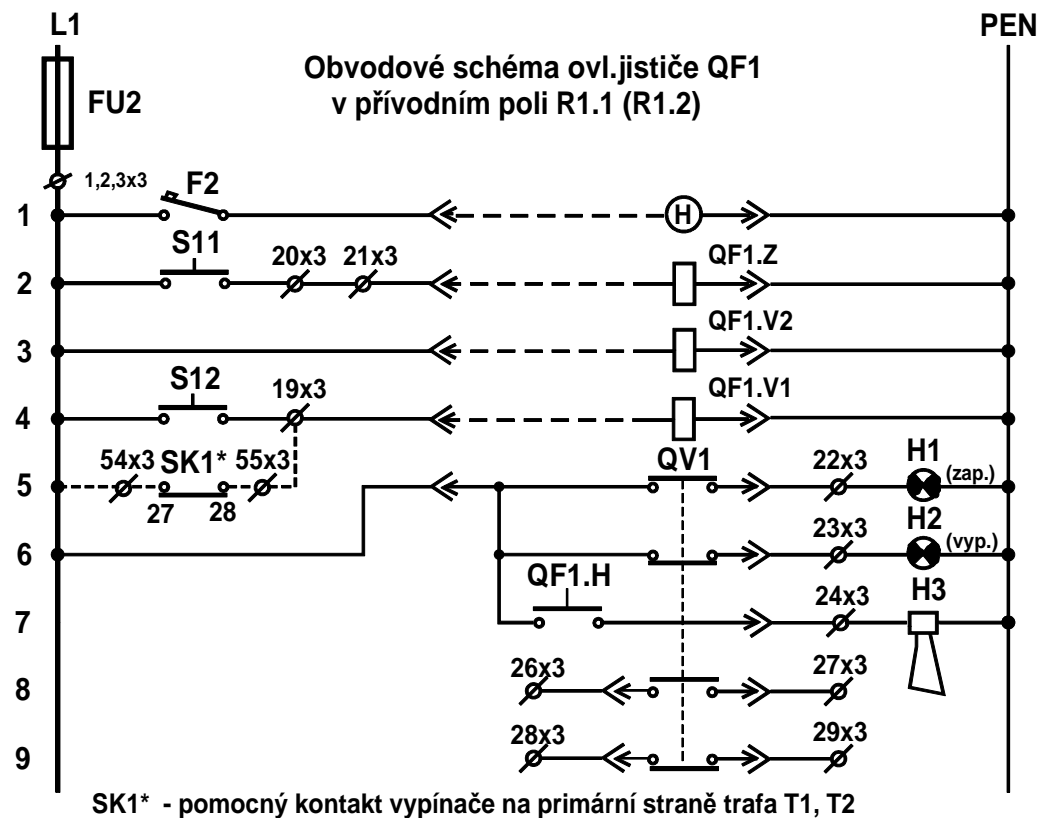 L1
PEN
Obvodové schéma ovl.jističe QF1
v přívodním poli R1.1 (R1.2)
FU2
1,2,3x3
F2
1
H
S11
20x3
21x3
QF1.Z
2
QF1.V2
3
S12
19x3
QF1.V1
4
54x3
SK1*
55x3
QV1
22x3
H1
(zap.)
5
27
28
23x3
H2
(vyp.)
6
QF1.H
24x3
H3
7
26x3
27x3
8
28x3
29x3
9
SK1* - pomocný kontakt vypínače na primární straně trafa T1, T2